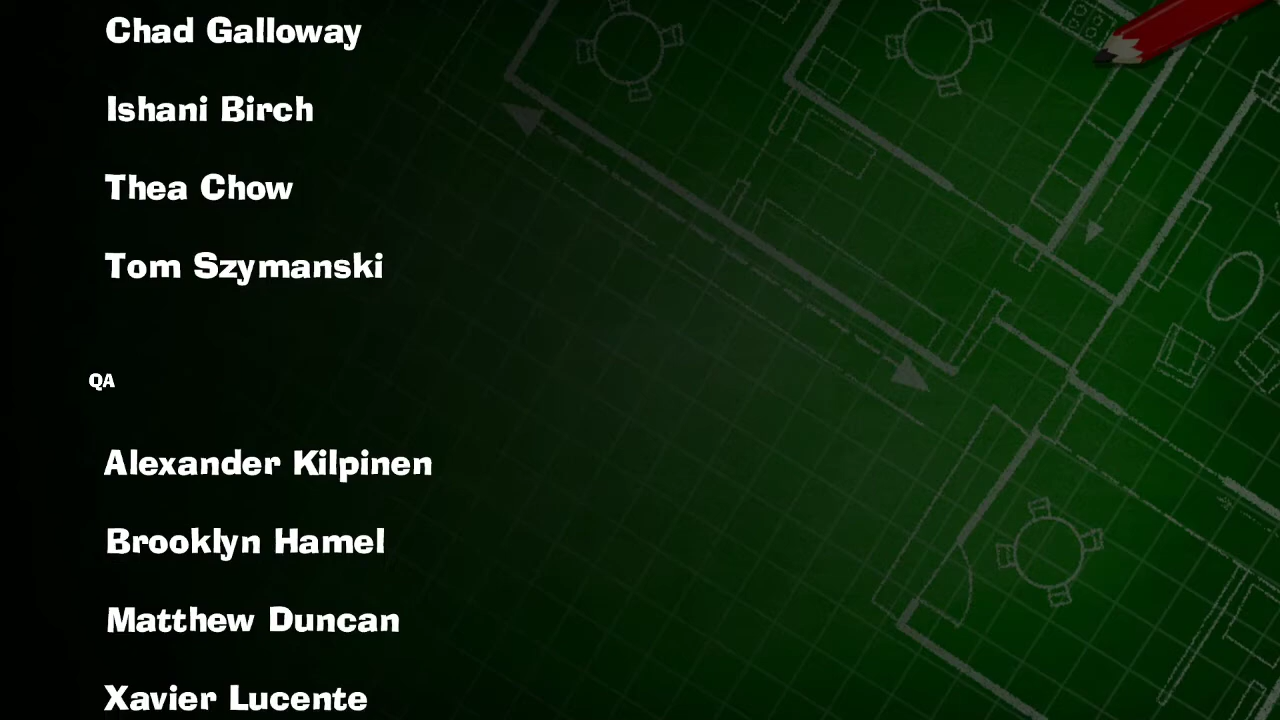 Chad Galloway
Ishani Birch
Thea Chow
Tom Szymanski
QA
Alexander Kilpinen
Brooklyn Hamel
Matthew Duncan
Xavier Lucente